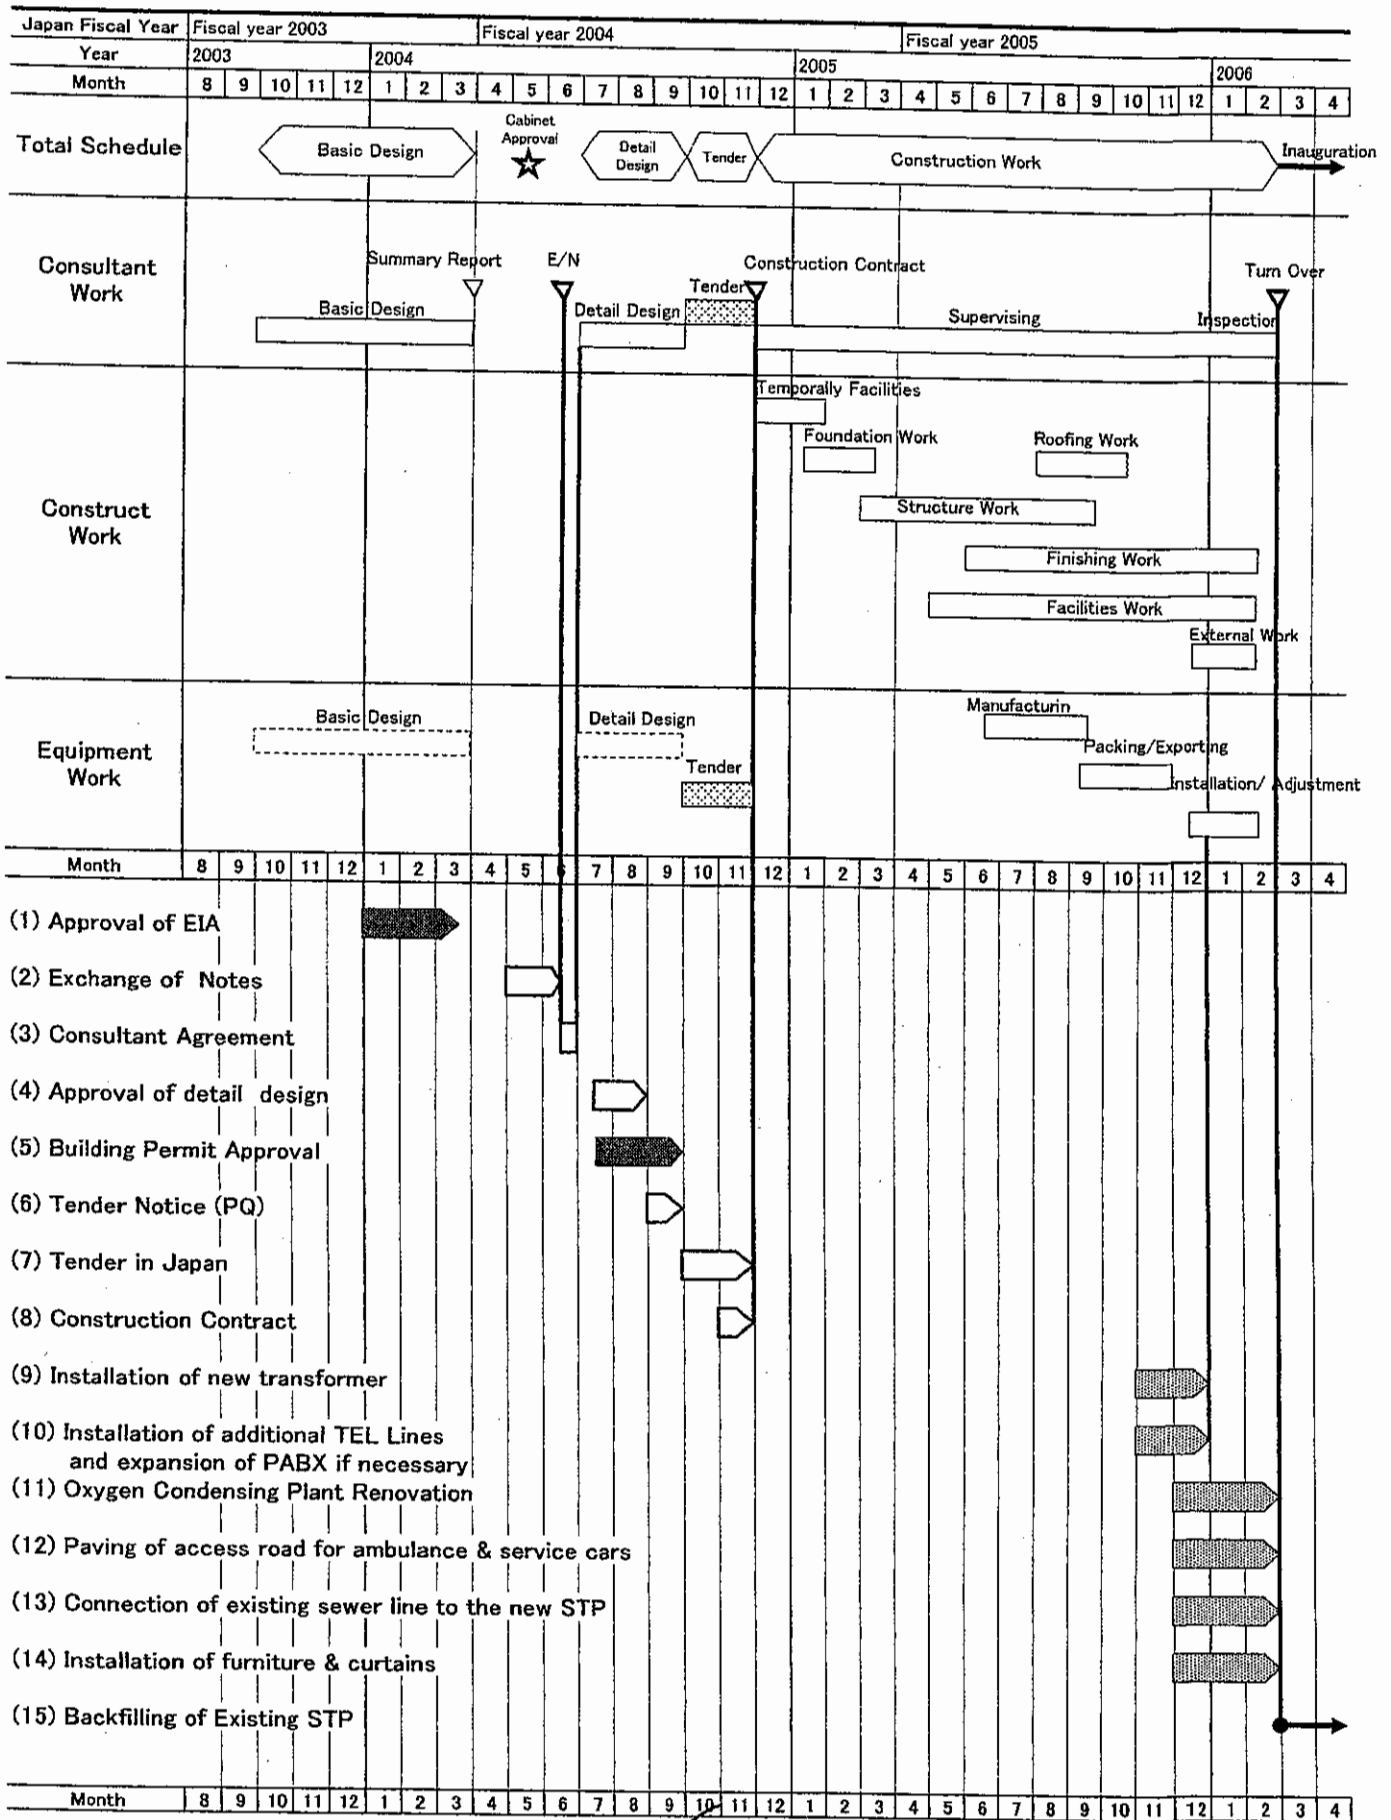 Japan Fiscal Year Fiscal year 2003 Fiscal year 2004 Fiscal year 2005
Year 2003 2004 2005 2006
Month 8 9 10 11 12 1 2 3 4 5 6 7 8 9 10 11 12 1 2 3 4 5 6 7 8 9 10 11 12 1 2 3 4
Total Schedule
Basic Design
Cabinet
Approval
Detail
Design
Tender
Construction Work
Inauguration
Consultant
Work
Summary Report
E/N
Construction Contract
Turn Over
Basic Design
Detail Design
Tender
Supervising
Inspection
Construct
Work
Temporally Facilities
Foundation Work
Roofing Work
Structure Work
Finishing Work
Facilities Work
External Work
Equipment
Work
Basic Design
Detail Design
Tender
Manufacturin
Packing/Exporting
Installation/ Adjustment
Month 8 9 10 11 12 1 2 3 4 5 6 7 8 9 10 11 12 1 2 3 4 5 6 7 8 9 10 11 12 1 2 3 4
(1) Approval of EIA
(2) Exchange of Notes
(3) Consultant Agreement
(4) Approval of detail design
(5) Building Permit Approval
(6) Tender Notice (PQ)
(7) Tender in Japan
(8) Construction Contract
(9) Installation of new transformer
(10) Installation of additional TEL Lines
and expansion of PABX if necessary
(11) Oxygen Condensing Plant Renovation
(12) Paving of access road for ambulance & service cars
(13) Connection of existing sewer line to the new STP
(14) Installation of furniture & curtains
(15) Backfilling of Existing STP
Month 8 9 10 11 12 1 2 3 4 5 6 7 8 9 10 11 12 1 2 3 4 5 6 7 8 9 10 11 12 1 2 3 4